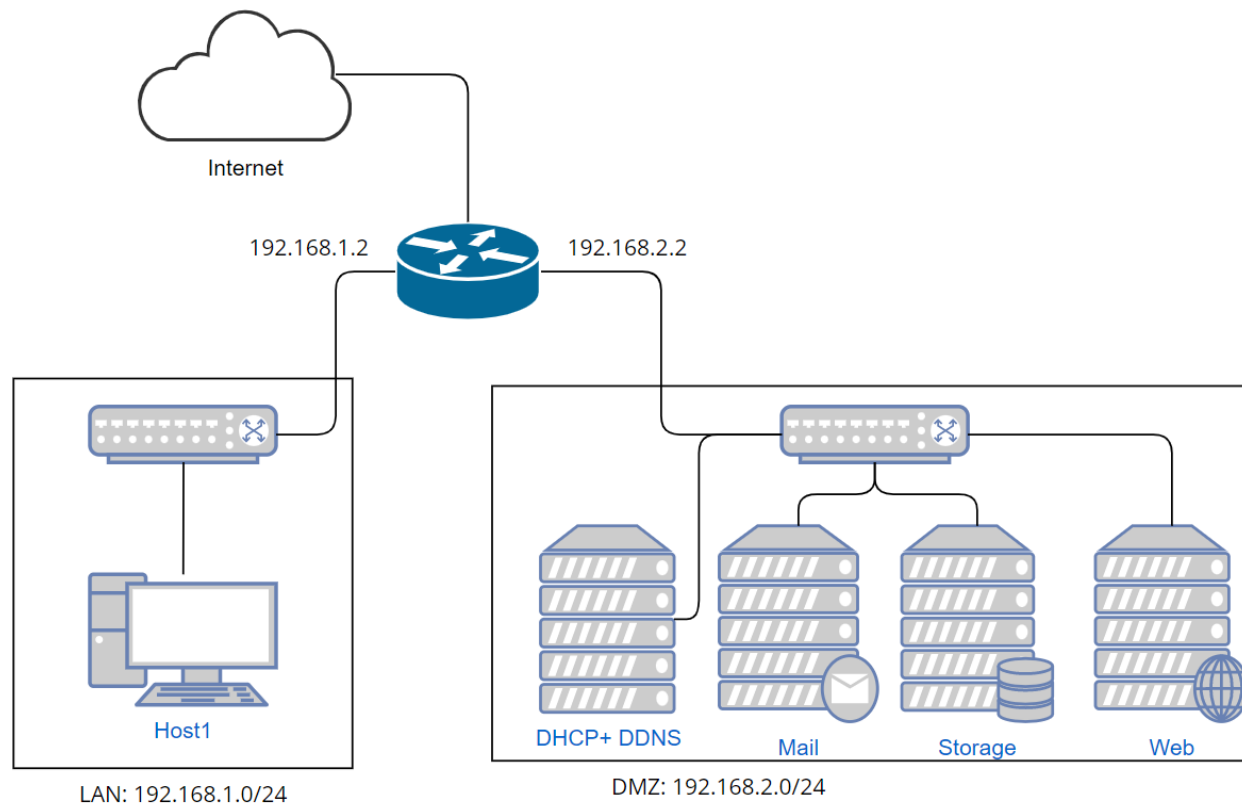 Internet
192.168.1.2
192.168.2.2
Host1
DHCP+ DDNS
Mail
Storage
Web
LAN: 192.168.1.0/24
DMZ: 192.168.2.0/24